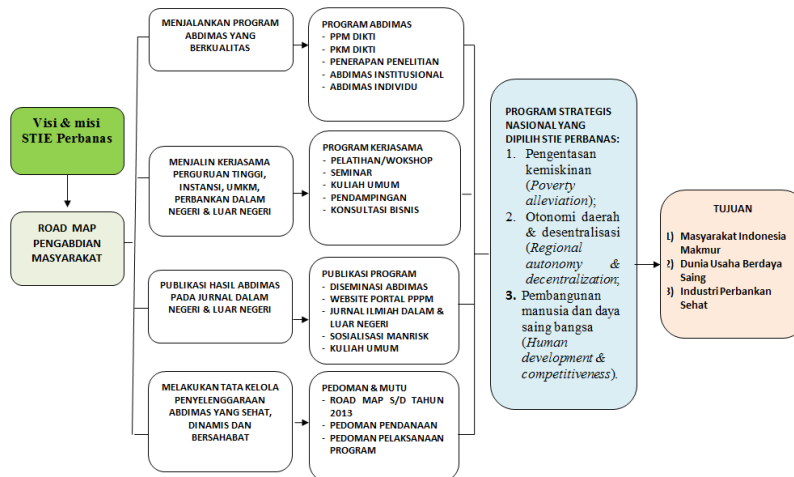 Visi & misi
STIE Perbanas
ROAD MAP
PENGABDIAN
MASYARAKAT
MENJALANKAN PROGRAM
ABDIMAS YANG
BERKUALITAS
MENJALIN KERJASAMA
PERGURUAN TINGGI,
INSTANSI, UMKM,
PERBANKAN DALAM
NEGERI & LUAR NEGERI
PUBLIKASI HASIL ABDIMAS
PADA JURNAL DALAM
NEGERI & LUAR NEGERI
MELAKUKAN TATA KELOLA
PENYELENGGARAAN
ABDIMAS YANG SEHAT,
DINAMIS DAN
BERSAHABAT
PROGRAM ABDIMAS
- PPM DIKTI
- PKM DIKTI
- PENERAPAN PENELITIAN
- ABDIMAS INSTITUSIONAL
- ABDIMAS INDIVIDU
PROGRAM KERJASAMA
- PELATIHAN/WOKSHOP
- SEMINAR
- KULIAH UMUM
- PENDAMPINGAN
- KONSULTASI BISNIS
PUBLIKASI PROGRAM
- DISEMINASI ABDIMAS
- WEBSITE PORTAL PPPM
- JURNAL ILMIAH DALAM &
LUAR NEGERI
- SOSIALISASI MANRISK
- KULIAH UMUM
PEDOMAN & MUTU
- ROAD MAP S/D TAHUN
2013
- PEDOMAN PENDANAAN
- PEDOMAN PELAKSANAAN
PROGRAM
PROGRAM STRATEGIS
NASIONAL YANG
DIPILIH STIE PERBANAS:
1. Pengentasan
kemiskinan
(Poverty
alleviation);
2. Otonomi daerah
& desentralisasi
(Regional
autonomy &
decentralization;
3. Pembangunan
manusia dan daya
saing bangsa
(Human
development &
competitiveness).
TUJUAN
1) Masyarakat Indonesia
Makmur
2) Dunia Usaha Berdaya
Saing
3) Industri Perbankan
Sehat